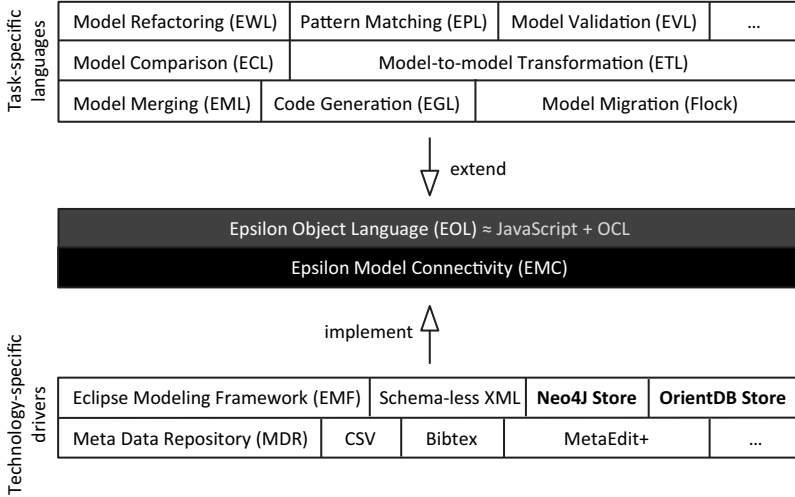 Task-specific
languages
Model Refactoring (EWL) Pattern Matching (EPL) Model Validation (EVL) ...
Model Comparison (ECL) Model-to-model Transformation (ETL)
Model Merging (EML) Code Generation (EGL) Model Migration (Flock)
extend
Epsilon Object Language (EOL) ≈ JavaScript + OCL
Epsilon Model Connectivity (EMC)
implement
Technology-specific
drivers
Eclipse Modeling Framework (EMF) Schema-less XML Neo4J Store OrientDB Store
Meta Data Repository (MDR) CSV Bibtex MetaEdit+ ...